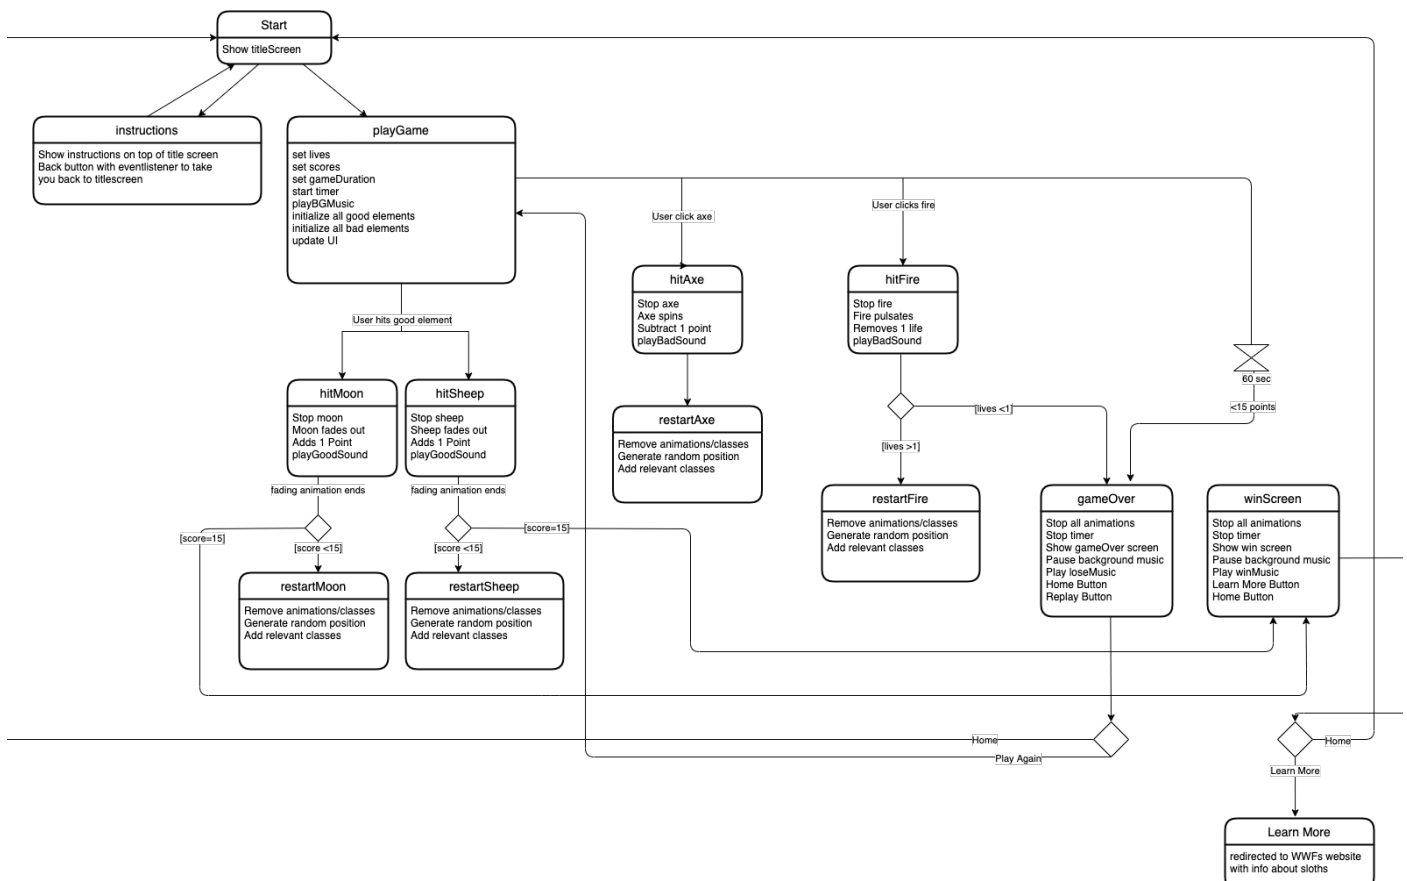 Start
Show titleScreen
instructions
Show instructions on top of title screen
Back button with eventlistener to take
you back to titlescreen
playGame
set lives
set scores
set gameDuration
start timer
playBGMusic
initialize all good elements
initialize all bad elements
update UI
User click axe
User clicks fire
hitAxe
Stop axe
Axe spins
Subtract 1 point
playBadSound
hitFire
Stop fire
Fire pulsates
Removes 1 life
playBadSound
User hits good element
60 sec
<15 points
hitMoon
Stop moon
Moon fades out
Adds 1 Point
playGoodSound
hitSheep
Stop sheep
Sheep fades out
Adds 1 Point
playGoodSound
restartAxe
Remove animations/classes
Generate random position
Add relevant classes
[lives <1]
[lives >1]
fading animation ends
fading animation ends
restartFire
Remove animations/classes
Generate random position
Add relevant classes
gameOver
Stop all animations
Stop timer
Show gameOver screen
Pause background music
Play loseMusic
Home Button
Replay Button
winScreen
Stop all animations
Stop timer
Show win screen
Pause background music
Play winMusic
Learn More Button
Home Button
[score=15]
[score=15]
[score <15]
[score <15]
restartMoon
Remove animations/classes
Generate random position
Add relevant classes
restartSheep
Remove animations/classes
Generate random position
Add relevant classes
Home
Play Again
Home
Learn More
Learn More
redirected to WWFs website
with info about sloths